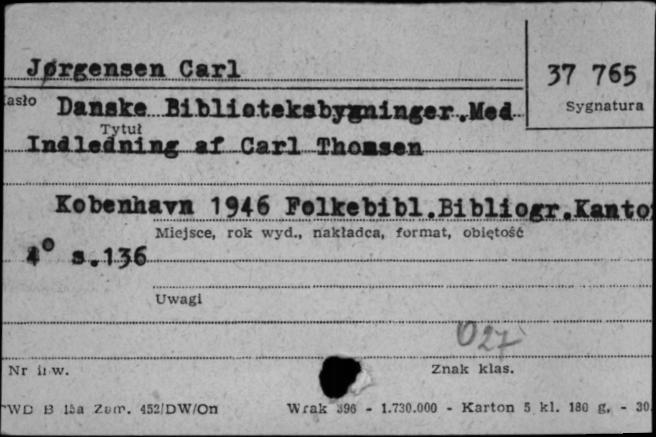 Jørgensen Carl
37 765
asło Danske Biblioteksbygninger.Med
Sygnatura
Tytuł
Indledning af Carl Thomsen
Kobenhavn 1946 Folkebibl.Bibliogr.Kanto
Miejsce, rok wyd., nakładca, format, objętość
4° s.136
Uwagi
027
Nr inw.
Znak klas.
WD B 15a Zam. 452/DW/On Wrak 396 - 1.730.000 - Karton 5 kl. 180 g. - 30.